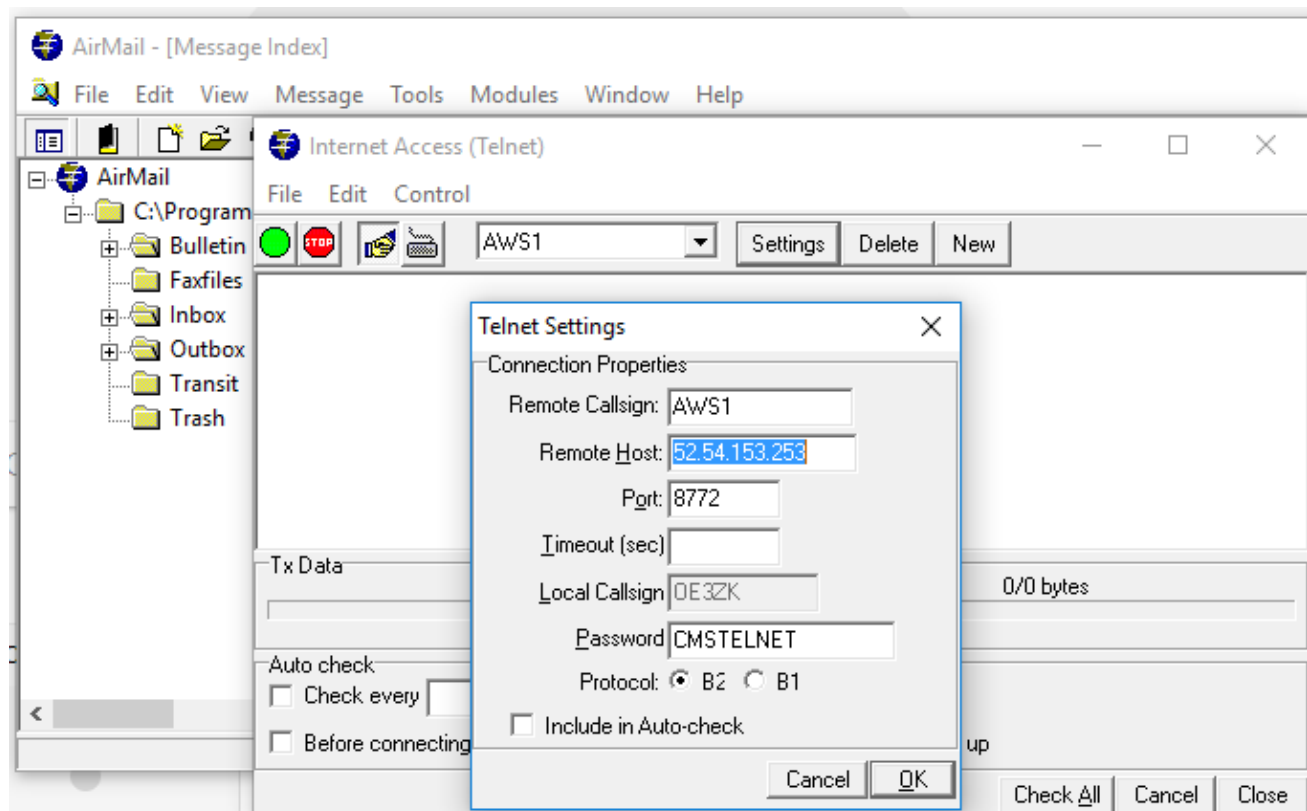 AirMail - [Message Index]
File Edit View Message Tools Modules Window Help
Internet Access (Telnet)
File Edit Control
STOP AWS1 Settings Delete New
AirMail
C:\Program
Bulletin
Faxfiles
Inbox
Outbox
Transit
Trash
Telnet Settings
Connection Properties
Remote Callsign: AWS1
Remote Host: 52.54.153.253
Port: 8772
Timeout (sec)
Local Callsign OE3ZK
Password CMSTELNET
Protocol: B2 B1
Include in Auto-check
Cancel OK
Tx Data
0/0 bytes
Auto check
Check every
Before connecting
up
Check All Cancel Close